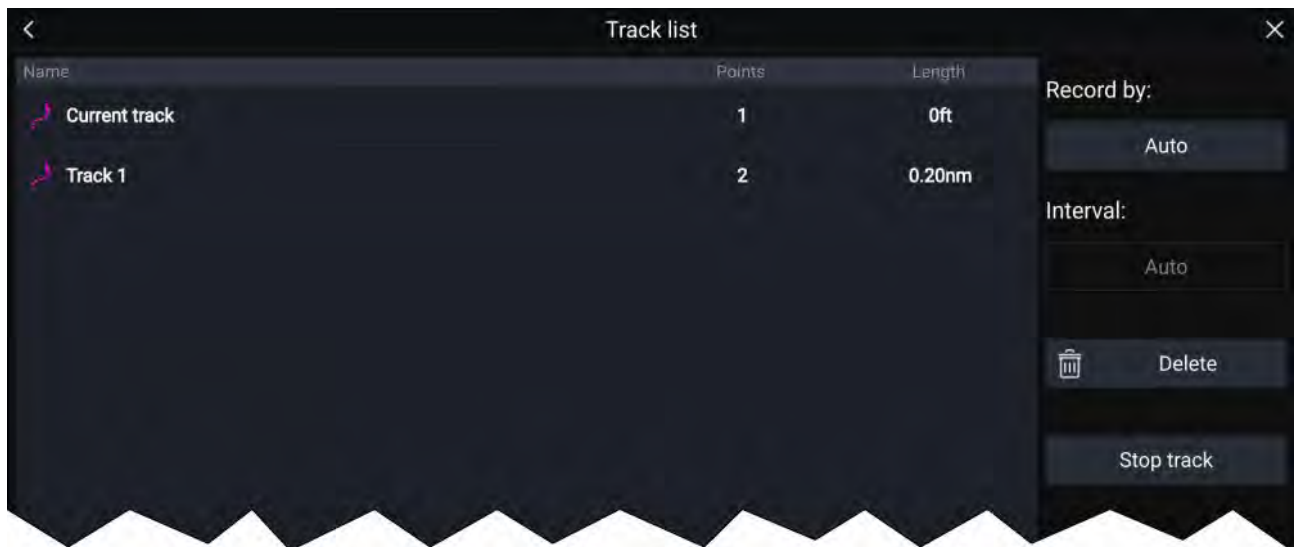 Track list
Name Points Length
Record by:
Current track 1 0ft
Auto
Track 1 2 0.20nm
Interval:
Auto
Delete
Stop track